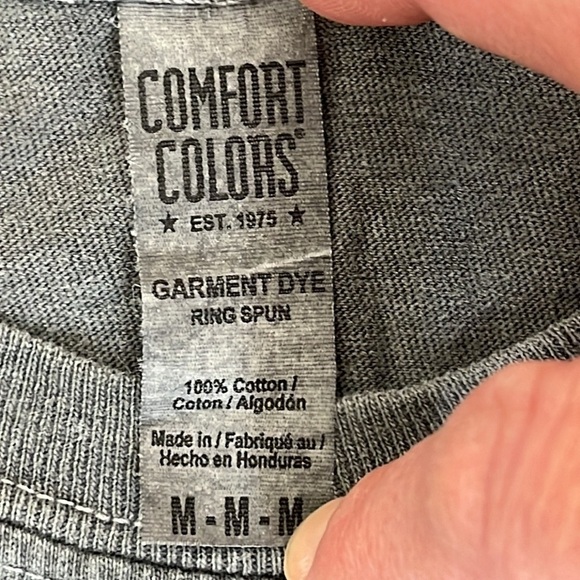 COMFORT
COLORS®
★ EST. 1975 ★
GARMENT DYE
RING SPUN
100% Cotton /
Coton / Algodón
Made in / Fabriqué au /
Hecho en Honduras
M - M - M